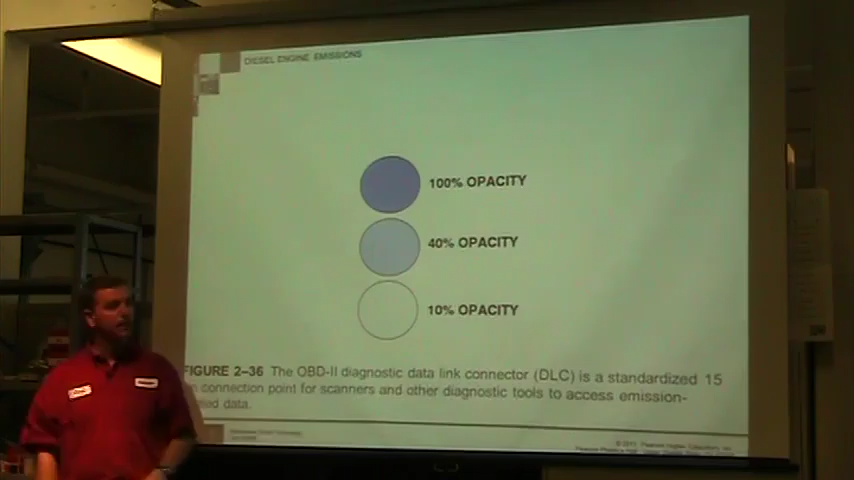 DIESEL ENGINE EMISSIONS
100% OPACITY
40% OPACITY
10% OPACITY
FIGURE 2–36 The OBD-II diagnostic data link connector (DLC) is a standardized 15
connection point for scanners and other diagnostic tools to access emission-
data.